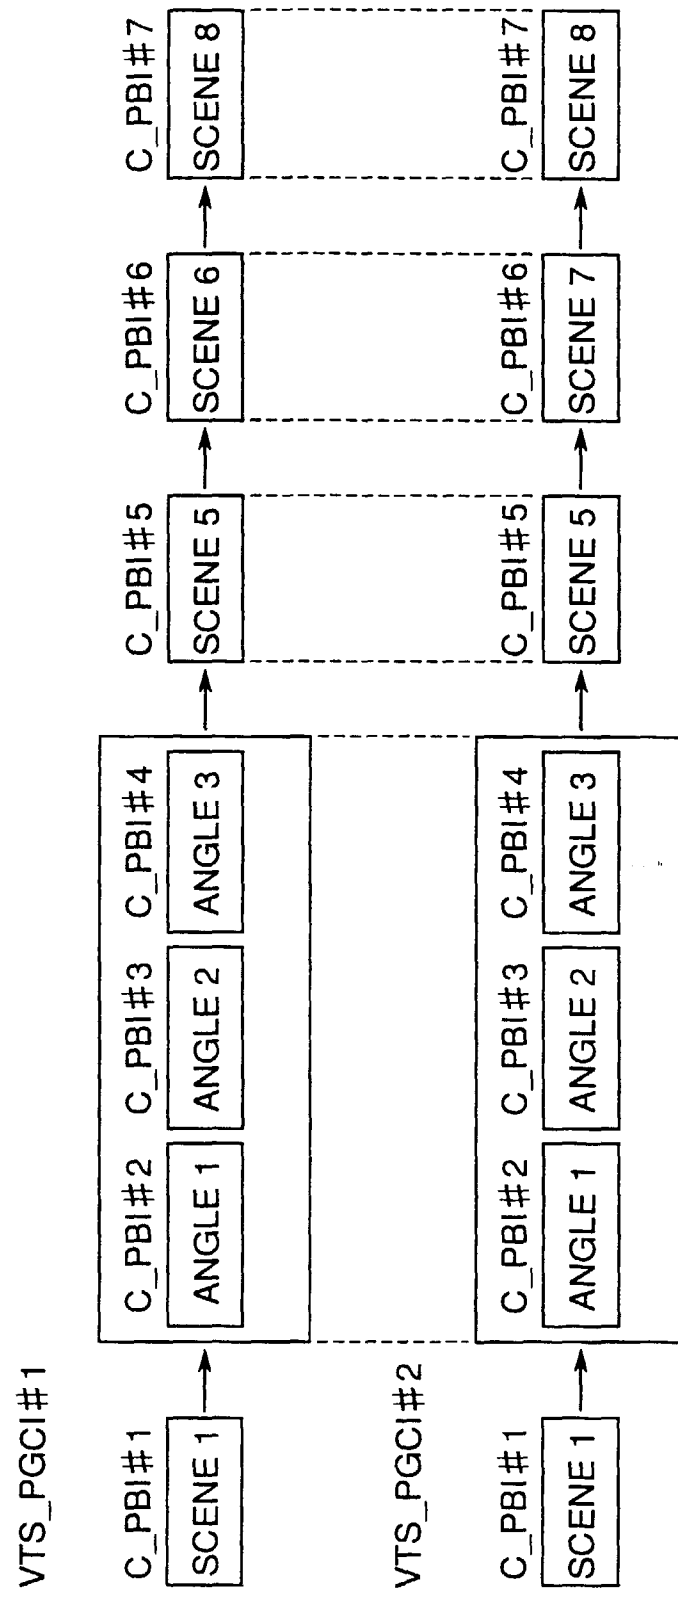 VTS_PGCI#1
C_PBI#1
SCENE 1
C_PBI#2
ANGLE 1
C_PBI#3
ANGLE 2
C_PBI#4
ANGLE 3
C_PBI#5
SCENE 5
C_PBI#6
SCENE 6
C_PBI#7
SCENE 8
VTS_PGCI#2
C_PBI#1
SCENE 1
C_PBI#2
ANGLE 1
C_PBI#3
ANGLE 2
C_PBI#4
ANGLE 3
C_PBI#5
SCENE 5
C_PBI#6
SCENE 7
C_PBI#7
SCENE 8